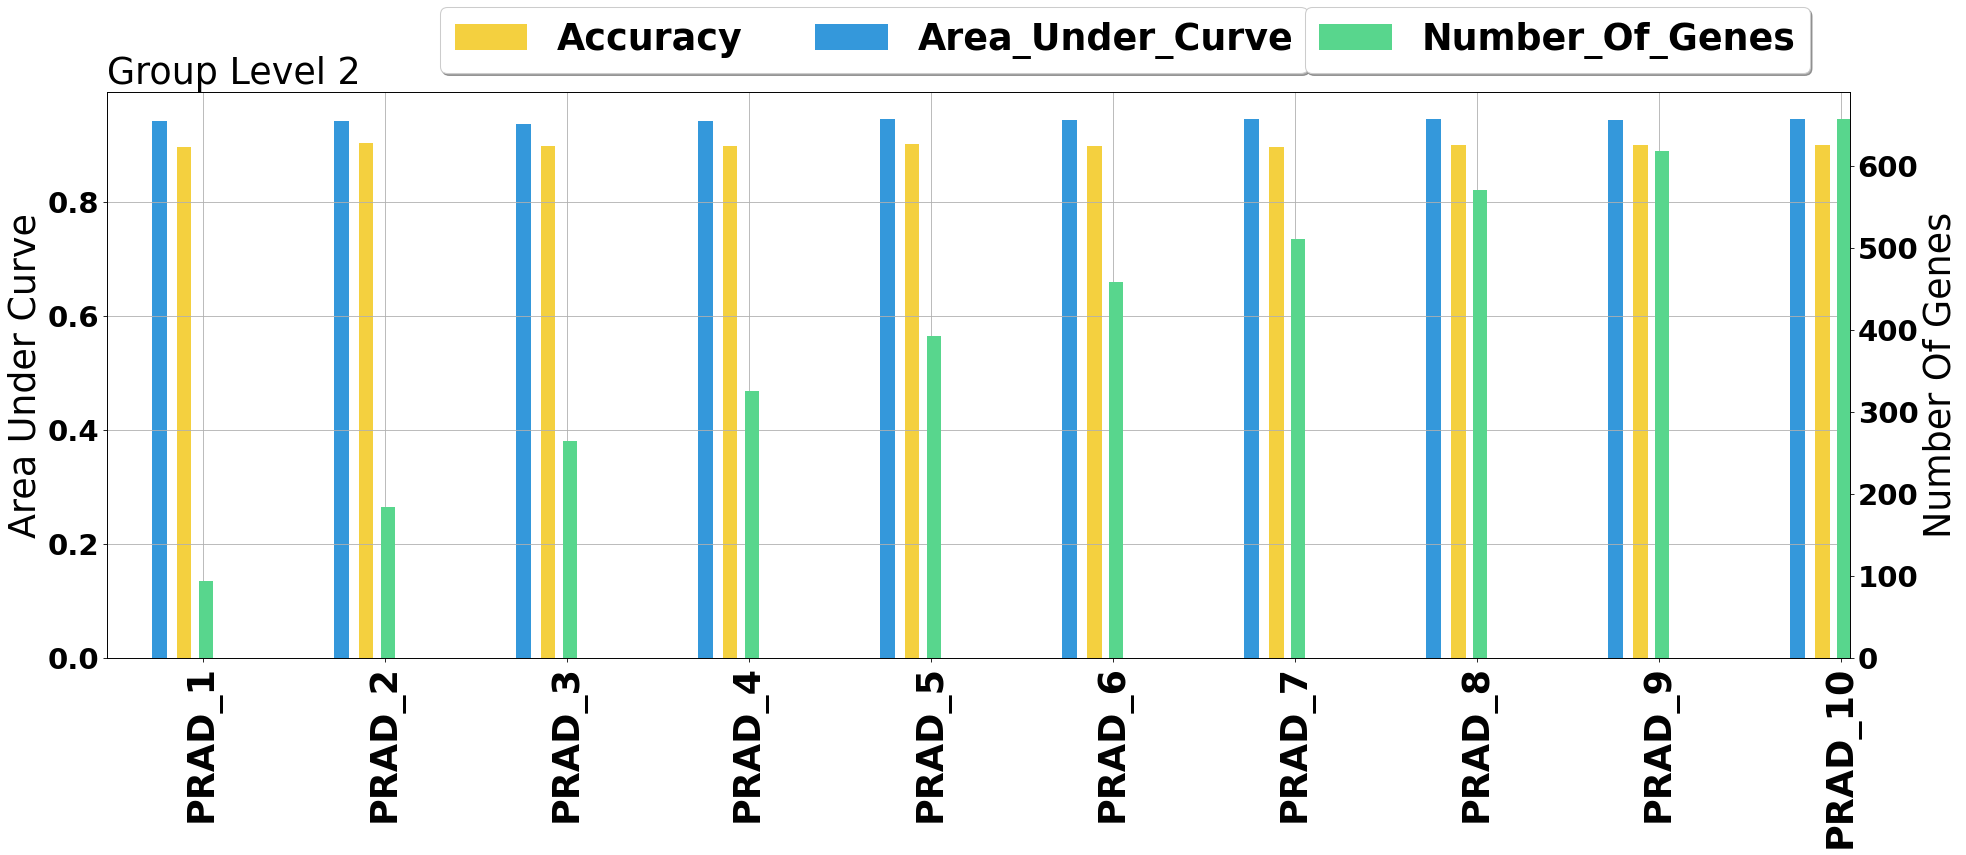 Accuracy Area_Under_Curve Number_Of_Genes
Group Level 2
Area Under Curve
0.8
0.6
0.4
0.2
0.0
600
500
400
300
200
100
0
Number Of Genes
PRAD_1
PRAD_2
PRAD_3
PRAD_4
PRAD_5
PRAD_6
PRAD_7
PRAD_8
PRAD_9
PRAD_10